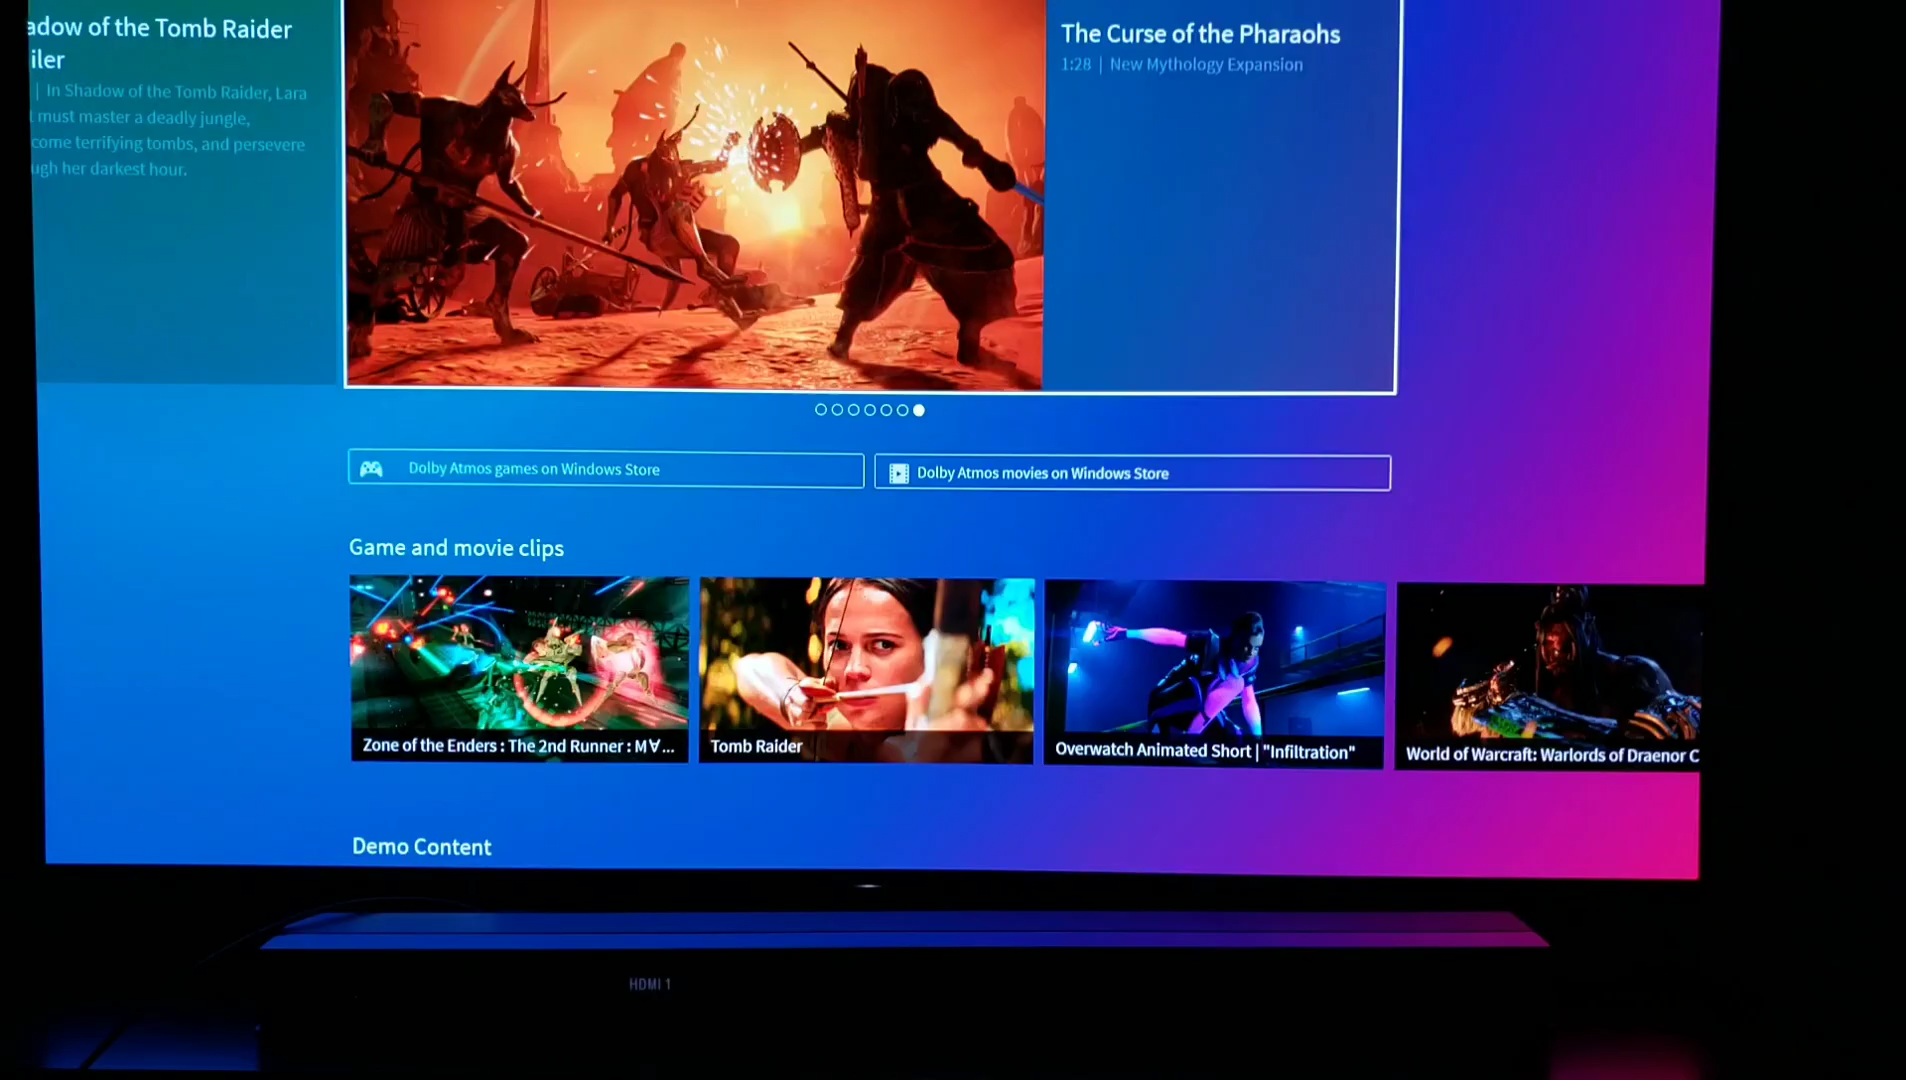 adow of the Tomb Raider
iler
| In Shadow of the Tomb Raider, Lara
must master a deadly jungle,
come terrifying tombs, and persevere
ugh her darkest hour.
The Curse of the Pharaohs
1:28 | New Mythology Expansion
Dolby Atmos games on Windows Store
Dolby Atmos movies on Windows Store
Game and movie clips
Zone of the Enders : The 2nd Runner : M∀...
Tomb Raider
Overwatch Animated Short | "Infiltration"
World of Warcraft: Warlords of Draenor C
Demo Content
HDMI 1